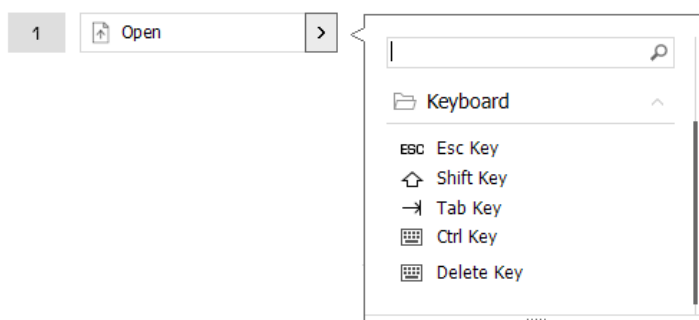 1 Open >
Keyboard
ESC Esc Key
Shift Key
Tab Key
Ctrl Key
Delete Key